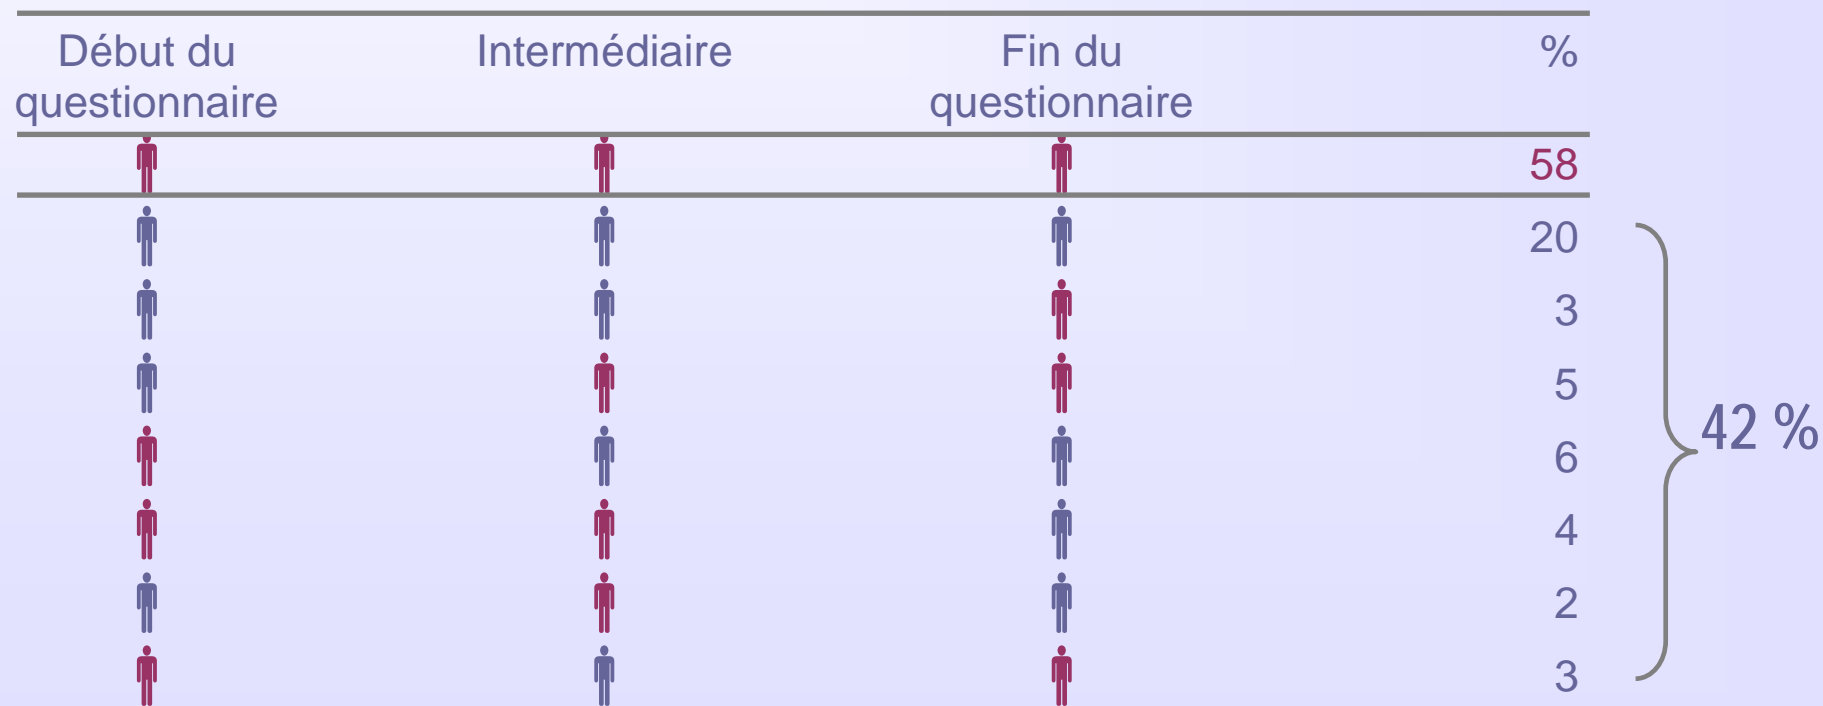 Début du
questionnaire
Intermédiaire
Fin du
questionnaire
%
58
20
3
5
6
4
2
3
42 %